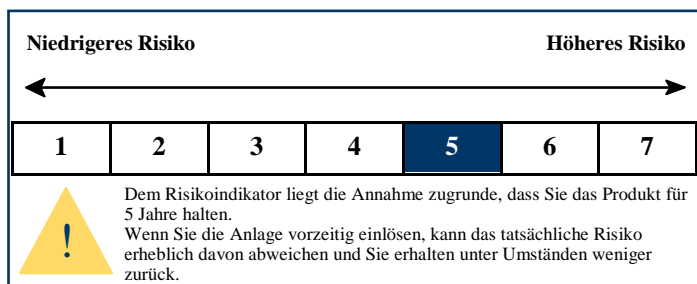 Niedrigeres Risiko Höheres Risiko
1 2 3 4 5 6 7
Dem Risikoindikator liegt die Annahme zugrunde, dass Sie das Produkt für
5 Jahre halten.
Wenn Sie die Anlage vorzeitig einlösen, kann das tatsächliche Risiko
erheblich davon abweichen und Sie erhalten unter Umständen weniger
zurück.
!